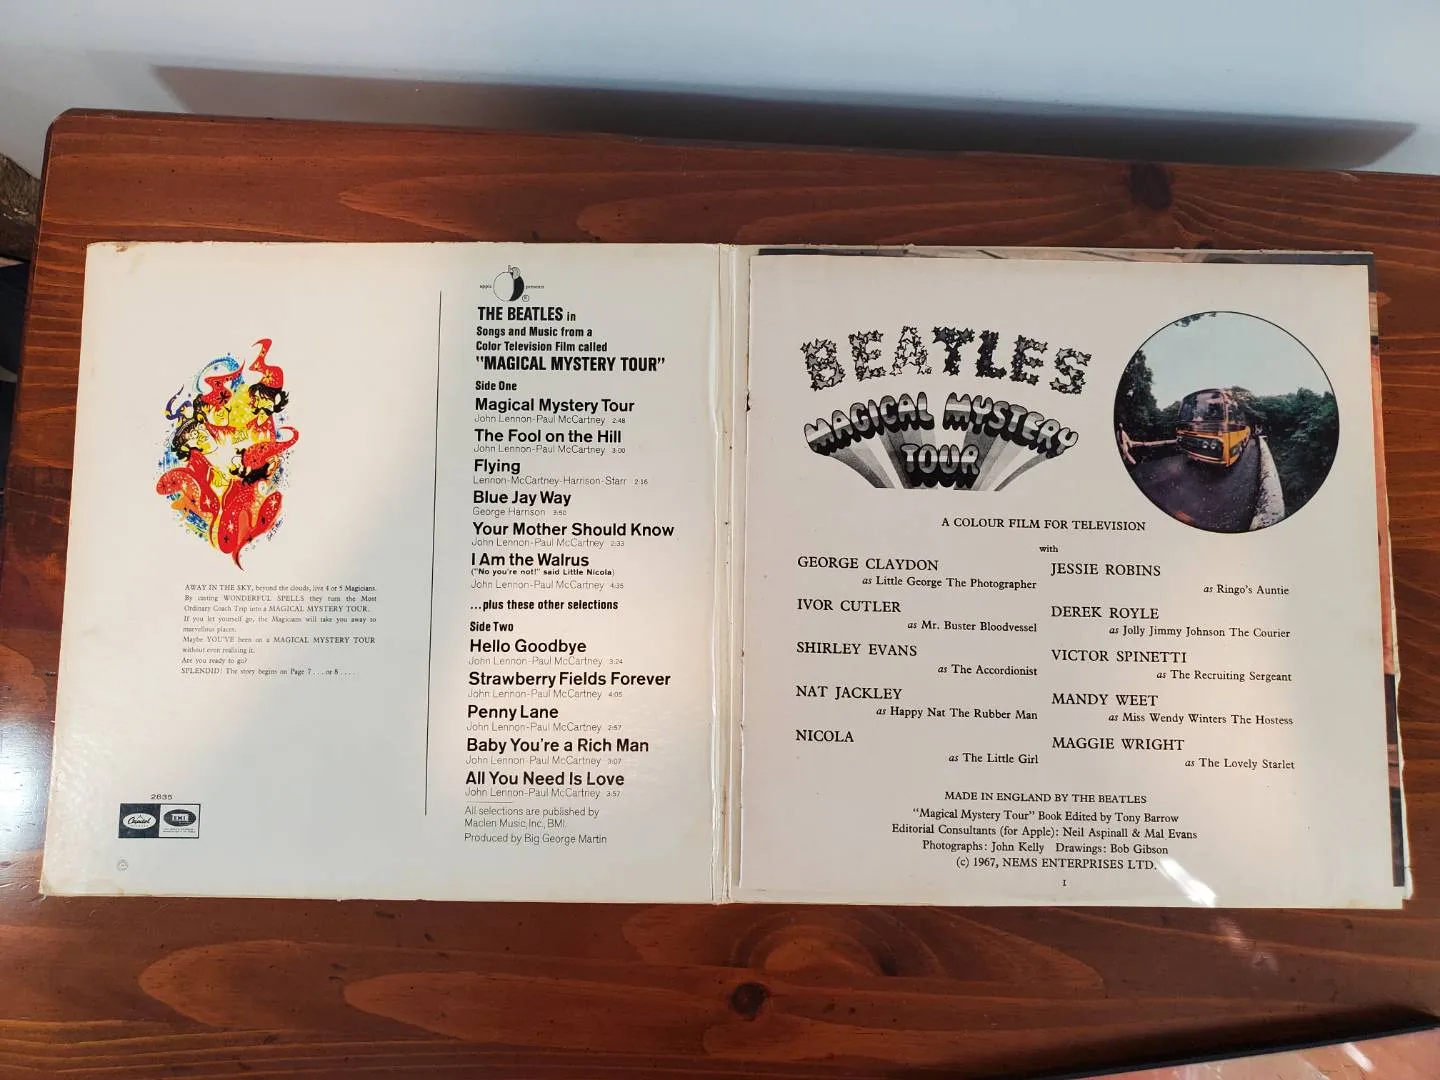 AWAY IN THE SKY, beyond the clouds, live 4 or 5 Magicians.
By casting WONDERFUL SPELLS they turn the Most
Ordinary Coach Trip into a MAGICAL MYSTERY TOUR.
If you let yourself go, the Magicians will take you away to
marvellous places.
Maybe YOU'VE been on a MAGICAL MYSTERY TOUR
without even realising it.
Are you ready to go?
SPLENDID! The story begins on Page 7 . . . or 8 . . . .
2835
Capitol
EMI
apple presents
THE BEATLES in
Songs and Music from a
Color Television Film called
"MAGICAL MYSTERY TOUR"
Side One
Magical Mystery Tour
John Lennon-Paul McCartney 2:48
The Fool on the Hill
John Lennon-Paul McCartney 3:00
Flying
Lennon-McCartney-Harrison-Starr 2:16
Blue Jay Way
George Harrison 3:50
Your Mother Should Know
John Lennon-Paul McCartney 2:33
I Am the Walrus
("No you're not!" said Little Nicola)
John Lennon-Paul McCartney 4:35
...plus these other selections
Side Two
Hello Goodbye
John Lennon-Paul McCartney 3:24
Strawberry Fields Forever
John Lennon-Paul McCartney 4:05
Penny Lane
John Lennon-Paul McCartney 2:57
Baby You're a Rich Man
John Lennon-Paul McCartney 3:07
All You Need Is Love
John Lennon-Paul McCartney 3:57
All selections are published by
Maclen Music, Inc., BMI.
Produced by Big George Martin
BEATLES
MAGICAL MYSTERY
TOUR
A COLOUR FILM FOR TELEVISION
with
GEORGE CLAYDON
as Little George The Photographer
IVOR CUTLER
as Mr. Buster Bloodvessel
SHIRLEY EVANS
as The Accordionist
NAT JACKLEY
as Happy Nat The Rubber Man
NICOLA
as The Little Girl
JESSIE ROBINS
as Ringo's Auntie
DEREK ROYLE
as Jolly Jimmy Johnson The Courier
VICTOR SPINETTI
as The Recruiting Sergeant
MANDY WEET
as Miss Wendy Winters The Hostess
MAGGIE WRIGHT
as The Lovely Starlet
MADE IN ENGLAND BY THE BEATLES
"Magical Mystery Tour" Book Edited by Tony Barrow
Editorial Consultants (for Apple): Neil Aspinall & Mal Evans
Photographs: John Kelly Drawings: Bob Gibson
(c) 1967, NEMS ENTERPRISES LTD.
1